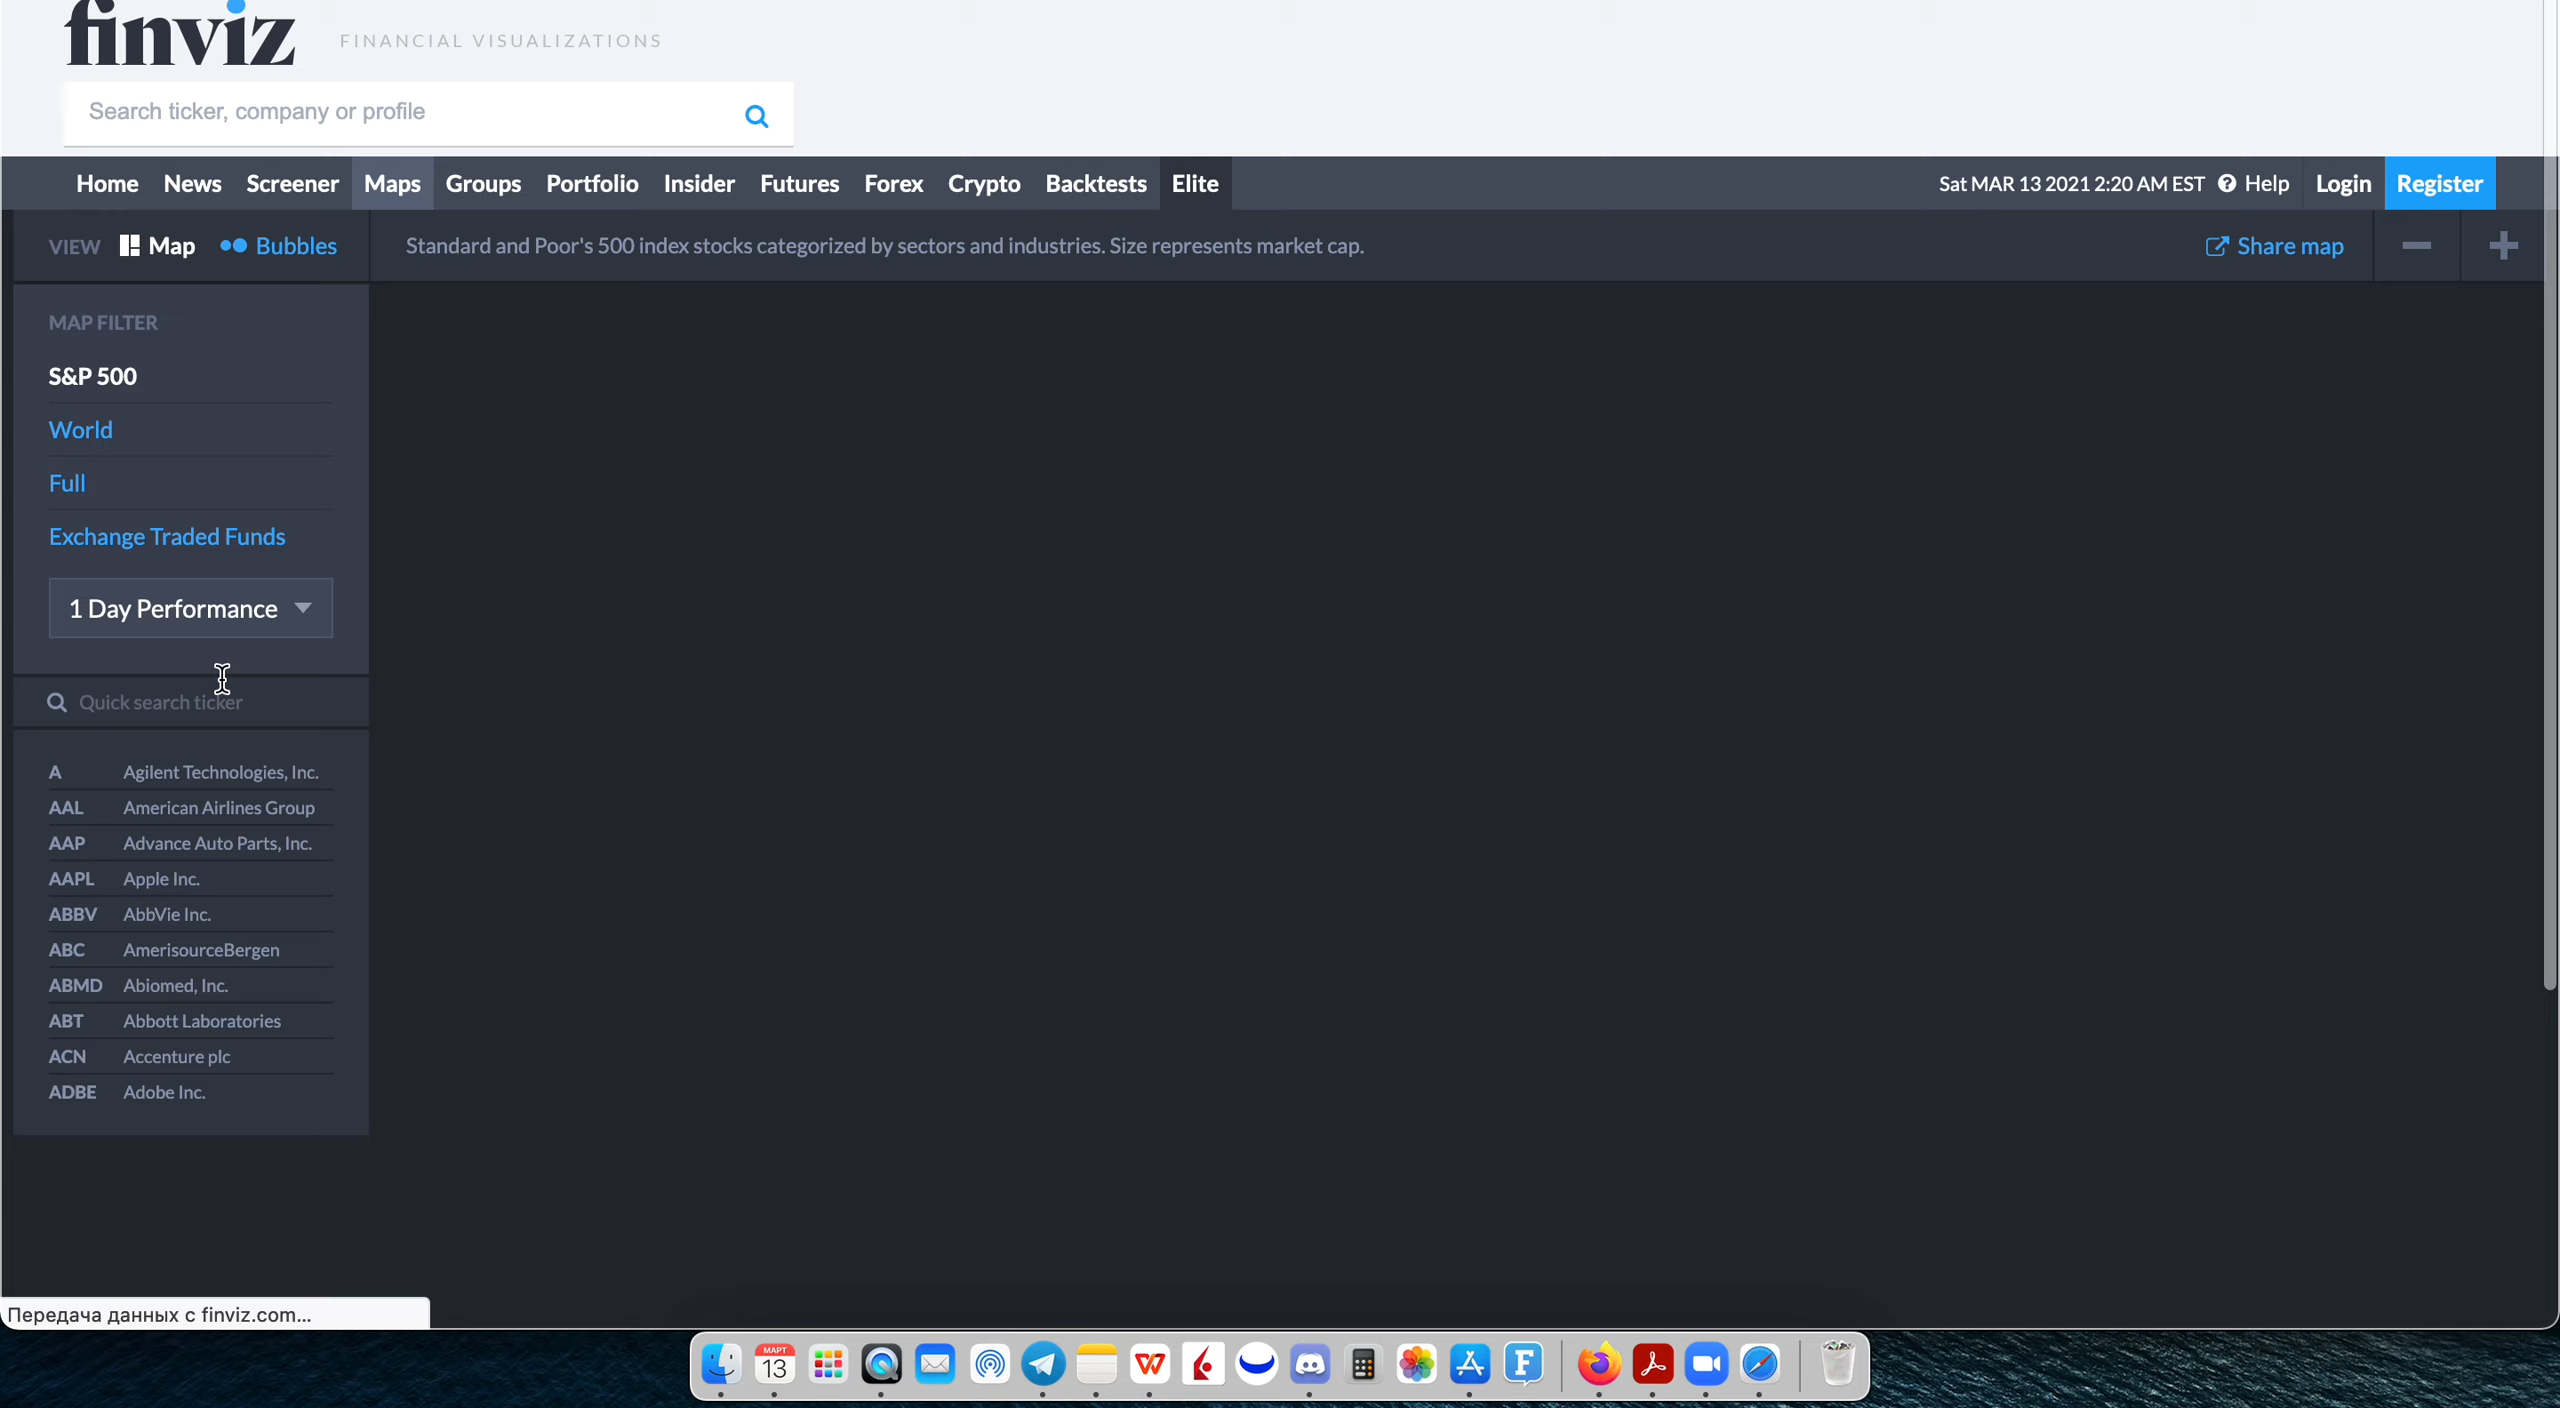 finviz FINANCIAL VISUALIZATIONS
Search ticker, company or profile
Home News Screener Maps Groups Portfolio Insider Futures Forex Crypto Backtests Elite Sat MAR 13 2021 2:20 AM EST Help Login Register
VIEW Map Bubbles Standard and Poor's 500 index stocks categorized by sectors and industries. Size represents market cap. Share map
MAP FILTER
S&P 500
World
Full
Exchange Traded Funds
1 Day Performance
Quick search ticker
A Agilent Technologies, Inc.
AAL American Airlines Group
AAP Advance Auto Parts, Inc.
AAPL Apple Inc.
ABBV AbbVie Inc.
ABC AmerisourceBergen
ABMD Abiomed, Inc.
ABT Abbott Laboratories
ACN Accenture plc
ADBE Adobe Inc.
Передача данных с finviz.com...
МАРТ
13